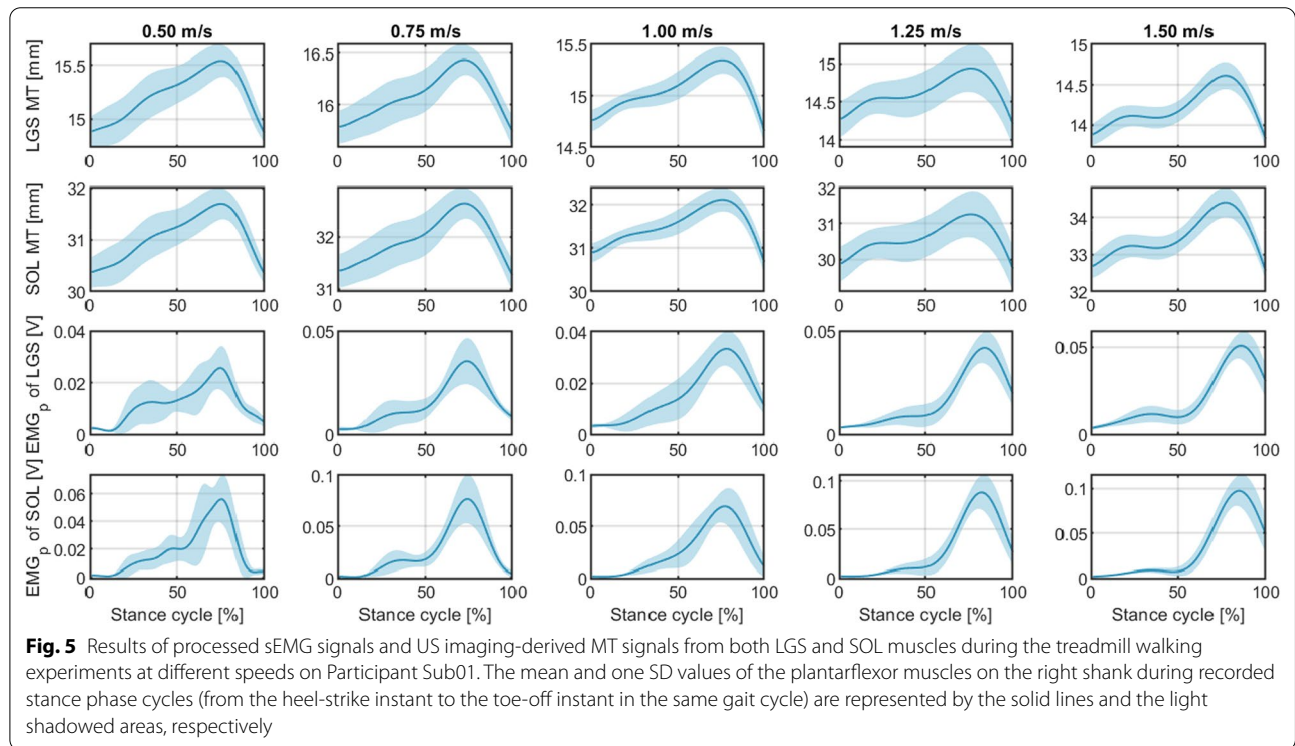 0.50 m/s 0.75 m/s 1.00 m/s 1.25 m/s 1.50 m/s
LGS MT [mm]
15.5 15
16.5 16
15.5 15 14.5
15 14.5 14
15 14.5 14
0 50 100 0 50 100 0 50 100 0 50 100 0 50 100
SOL MT [mm]
32 31 30
32 31
32 31 30
32 31 30
34 33 32
0 50 100 0 50 100 0 50 100 0 50 100 0 50 100
EMGp of LGS [V]
0.04 0.02 0
0.05 0
0.04 0.02 0
0.05 0
0.05 0
0 50 100 0 50 100 0 50 100 0 50 100 0 50 100
EMGp of SOL [V]
0.06 0.04 0.02 0
0.1 0.05 0
0.1 0.05 0
0.1 0.05 0
0.1 0.05 0
0 50 100 0 50 100 0 50 100 0 50 100 0 50 100
Stance cycle [%] Stance cycle [%] Stance cycle [%] Stance cycle [%] Stance cycle [%]
Fig. 5 Results of processed sEMG signals and US imaging-derived MT signals from both LGS and SOL muscles during the treadmill walking
experiments at different speeds on Participant Sub01. The mean and one SD values of the plantarflexor muscles on the right shank during recorded
stance phase cycles (from the heel-strike instant to the toe-off instant in the same gait cycle) are represented by the solid lines and the light
shadowed areas, respectively